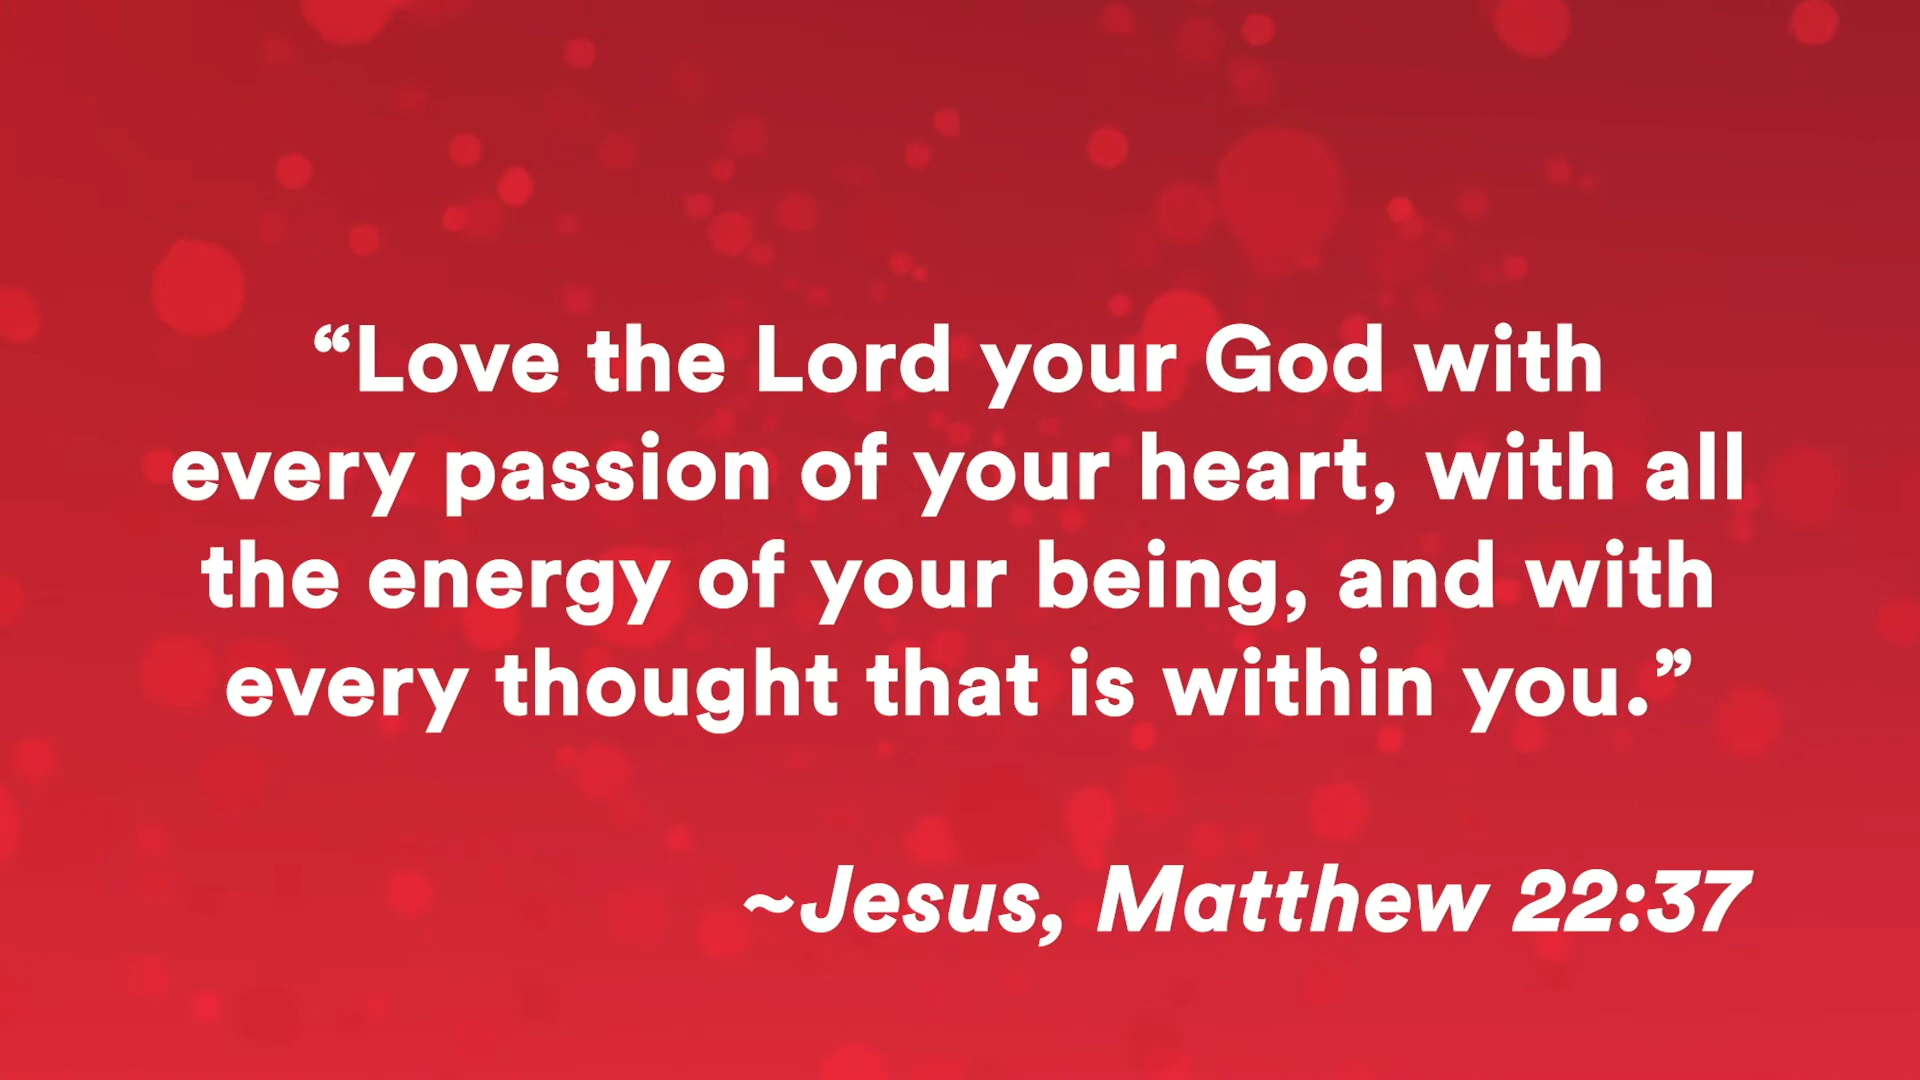 “Love the Lord your God with
every passion of your heart, with all
the energy of your being, and with
every thought that is within you.”
~Jesus, Matthew 22:37